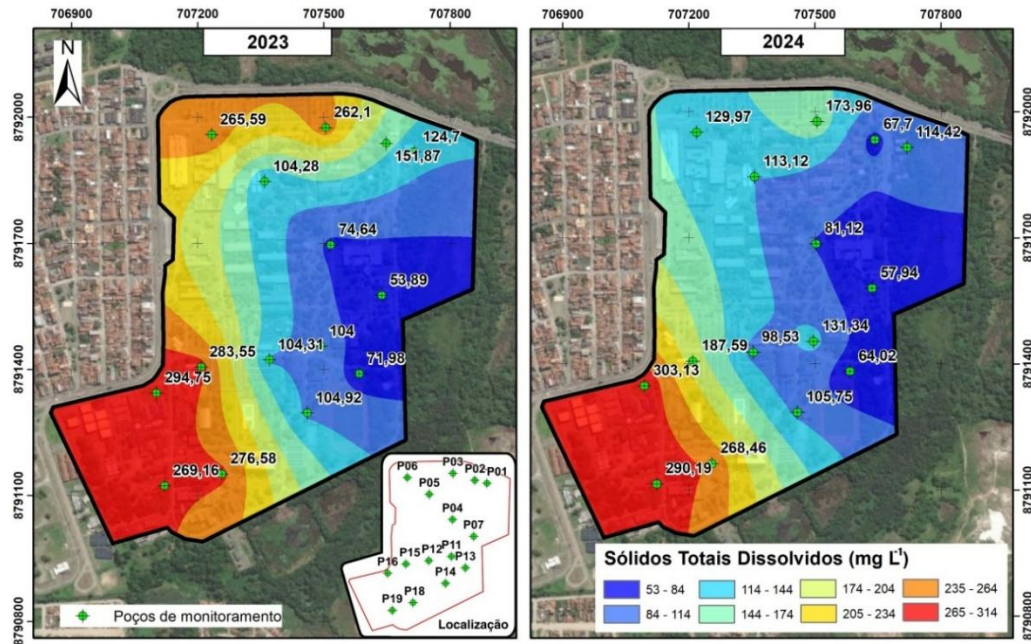 706900 707200 707500 707800
706900 707200 707500 707800
2023
2024
N
8792000
8791700
8791400
8791100
8790800
265,59
262,1
124,7
151,87
104,28
74,64
53,89
104
104,31
71,98
283,55
294,75
104,92
276,58
269,16
129,97
173,96
67,7
114,42
113,12
81,12
57,94
131,34
98,53
187,59
64,02
303,13
105,75
268,46
290,19
8792000
8791700
8791400
8791100
8790800
P06 P03 P02 P01
P05
P04
P07
P15 P12 P11
P16 P13
P14
P18
P19
Localização
Poços de monitoramento
Sólidos Totais Dissolvidos (mg L⁻¹)
53 - 84 114 - 144 174 - 204 235 - 264
84 - 114 144 - 174 205 - 234 265 - 314